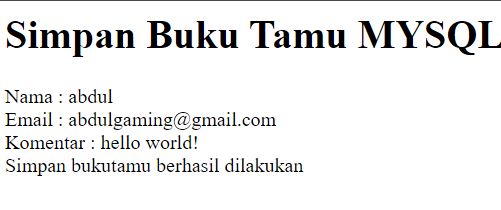 Simpan Buku Tamu MYSQL
Nama : abdul
Email : abdulgaming@gmail.com
Komentar : hello world!
Simpan bukutamu berhasil dilakukan